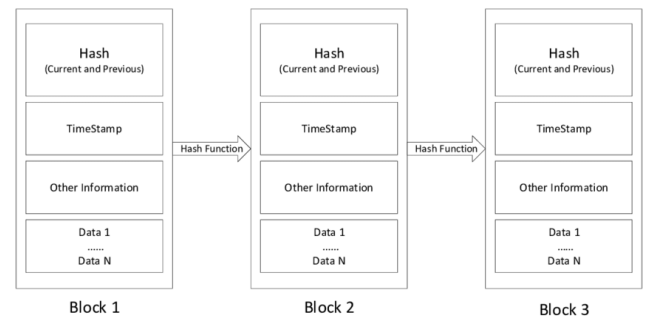 Hash
(Current and Previous)
TimeStamp
Other Information
Data 1
......
Data N
Block 1
Hash Function
Hash
(Current and Previous)
TimeStamp
Other Information
Data 1
......
Data N
Block 2
Hash Function
Hash
(Current and Previous)
TimeStamp
Other Information
Data 1
......
Data N
Block 3